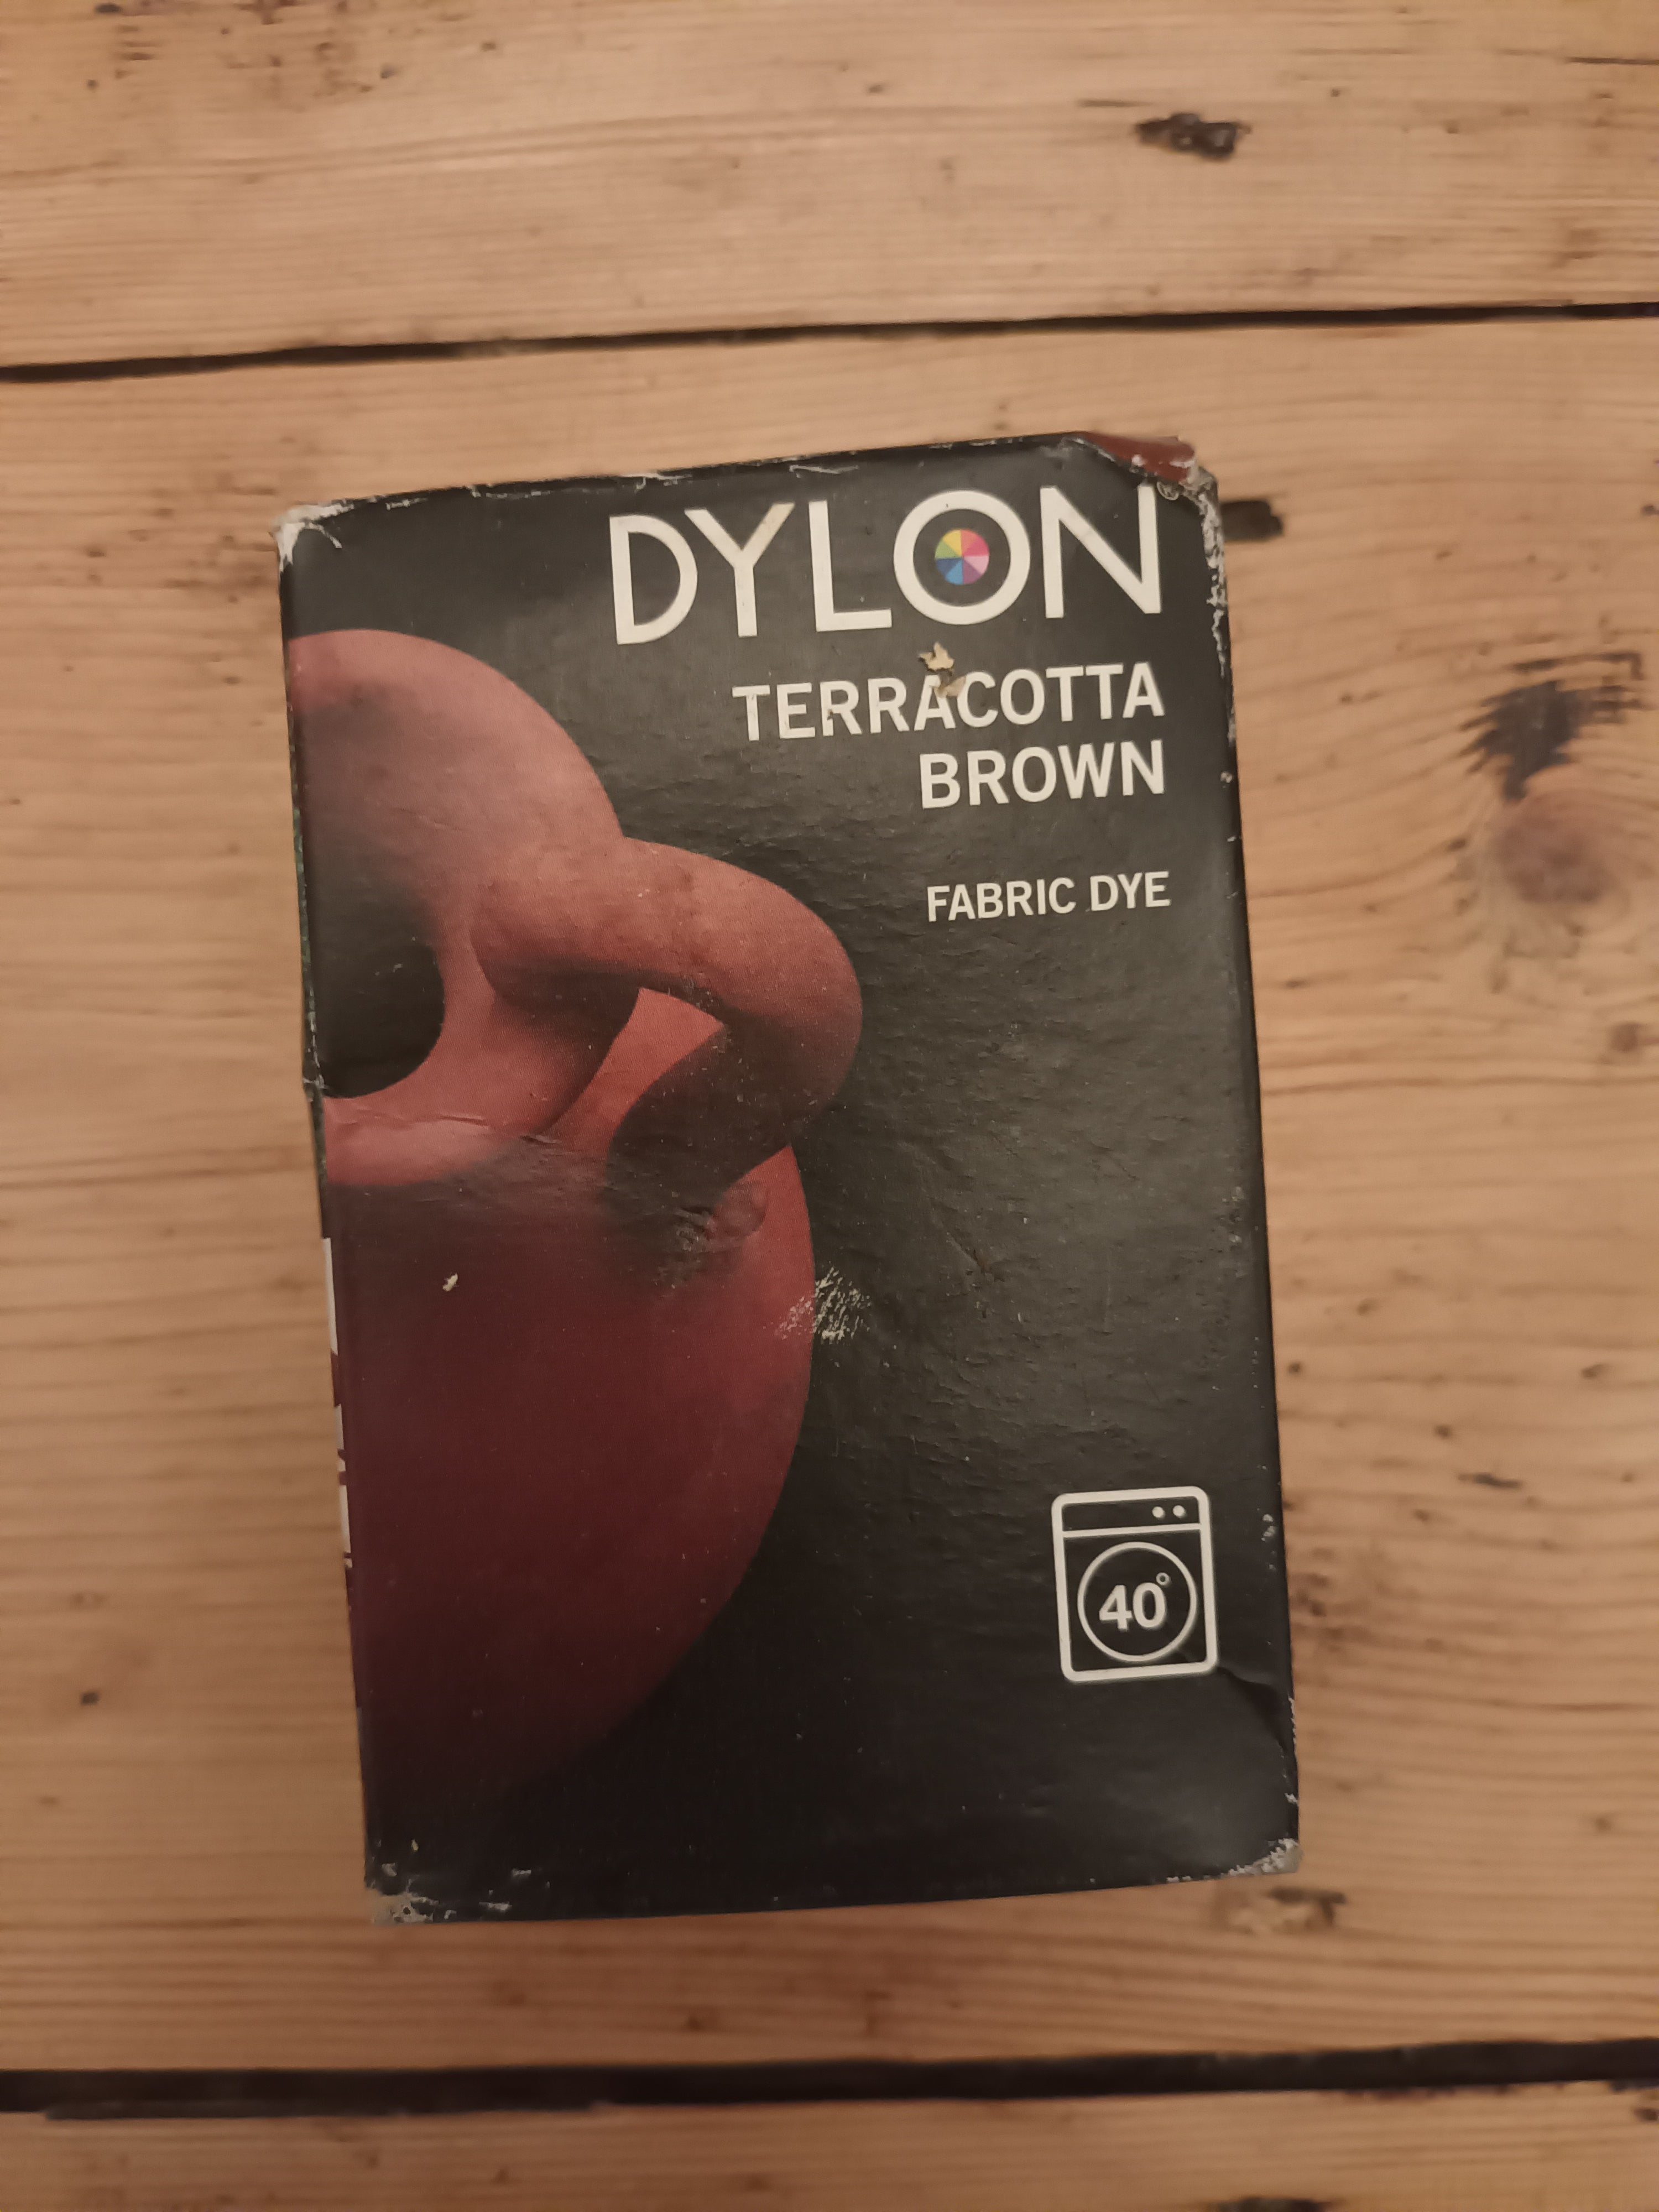 DYLON
TERRACOTTA
BROWN
FABRIC DYE
40°